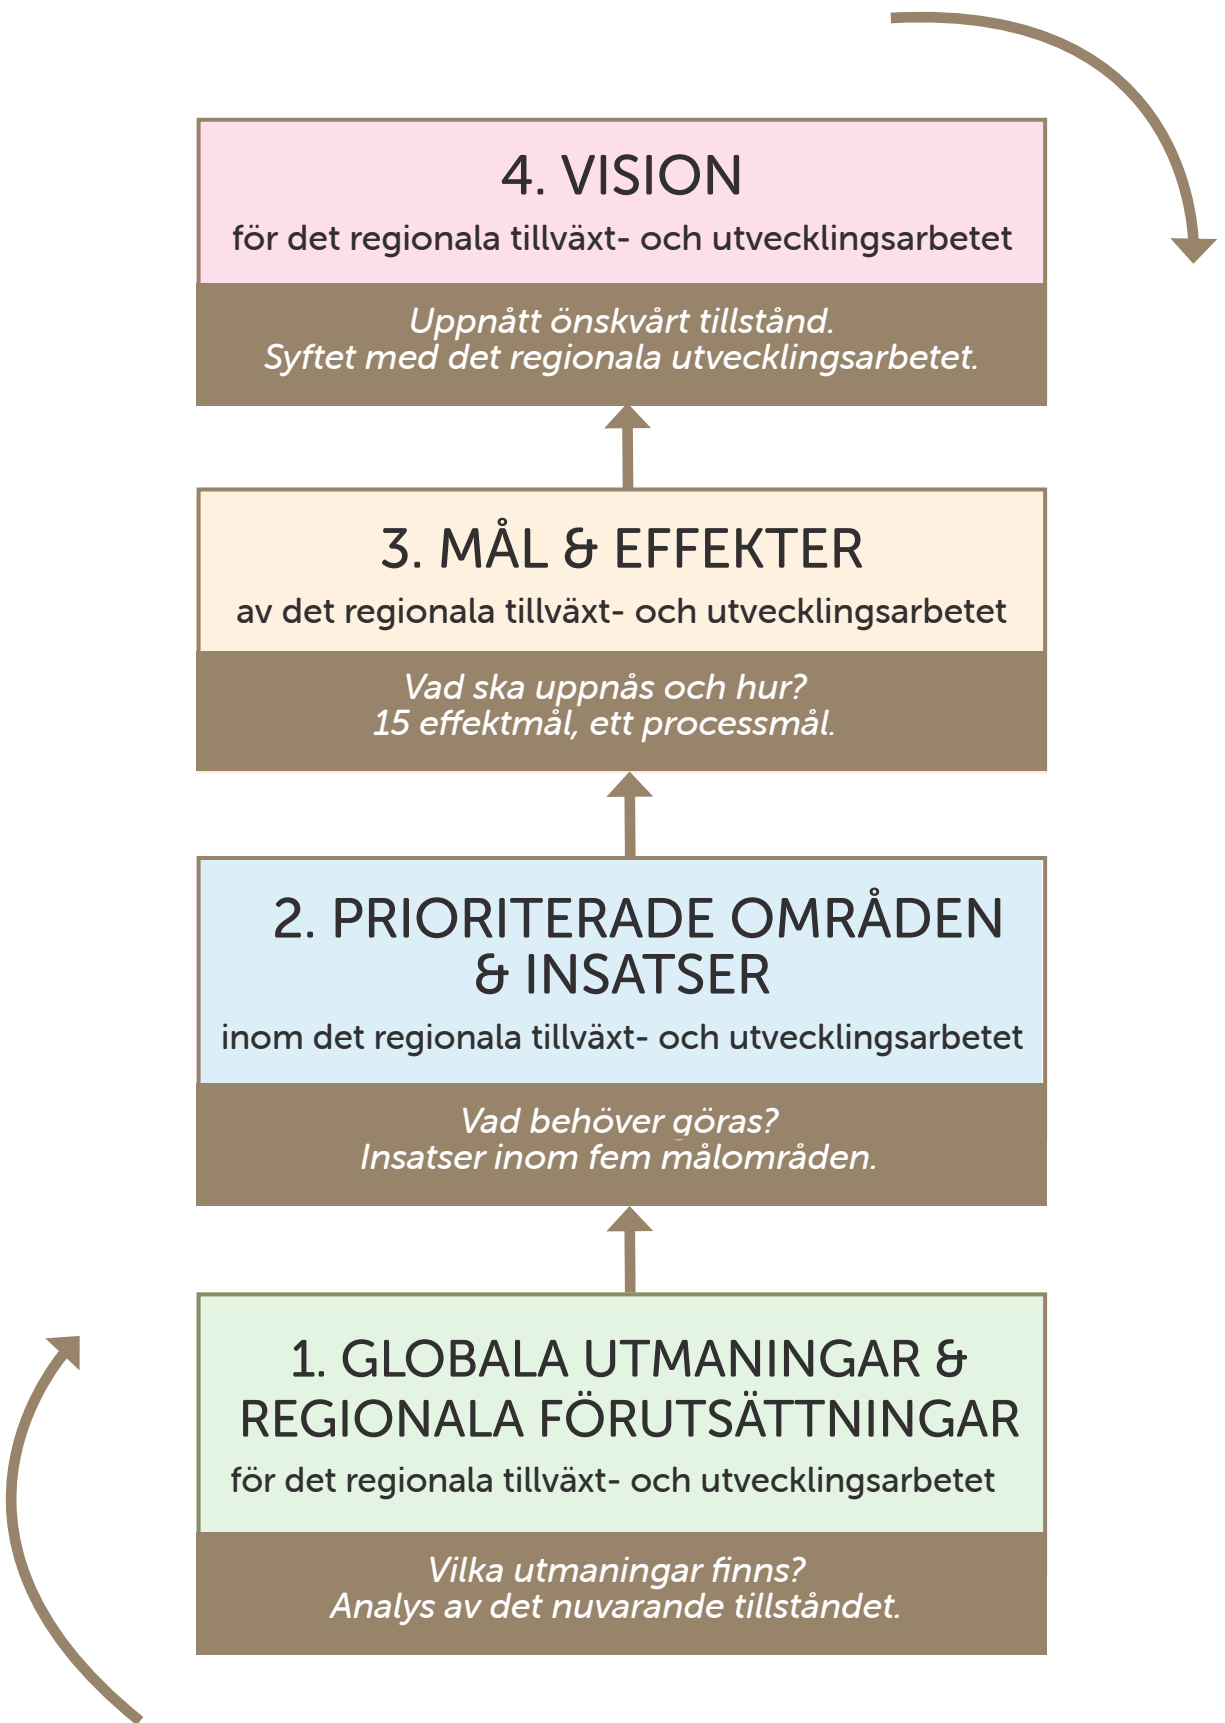 4. VISION
för det regionala tillväxt- och utvecklingsarbetet
Uppnått önskvärt tillstånd.
Syftet med det regionala utvecklingsarbetet.
3. MÅL & EFFEKTER
av det regionala tillväxt- och utvecklingsarbetet
Vad ska uppnås och hur?
15 effektmål, ett processmål.
2. PRIORITERADE OMRÅDEN
& INSATSER
inom det regionala tillväxt- och utvecklingsarbetet
Vad behöver göras?
Insatser inom fem målområden.
1. GLOBALA UTMANINGAR &
REGIONALA FÖRUTSÄTTNINGAR
för det regionala tillväxt- och utvecklingsarbetet
Vilka utmaningar finns?
Analys av det nuvarande tillståndet.